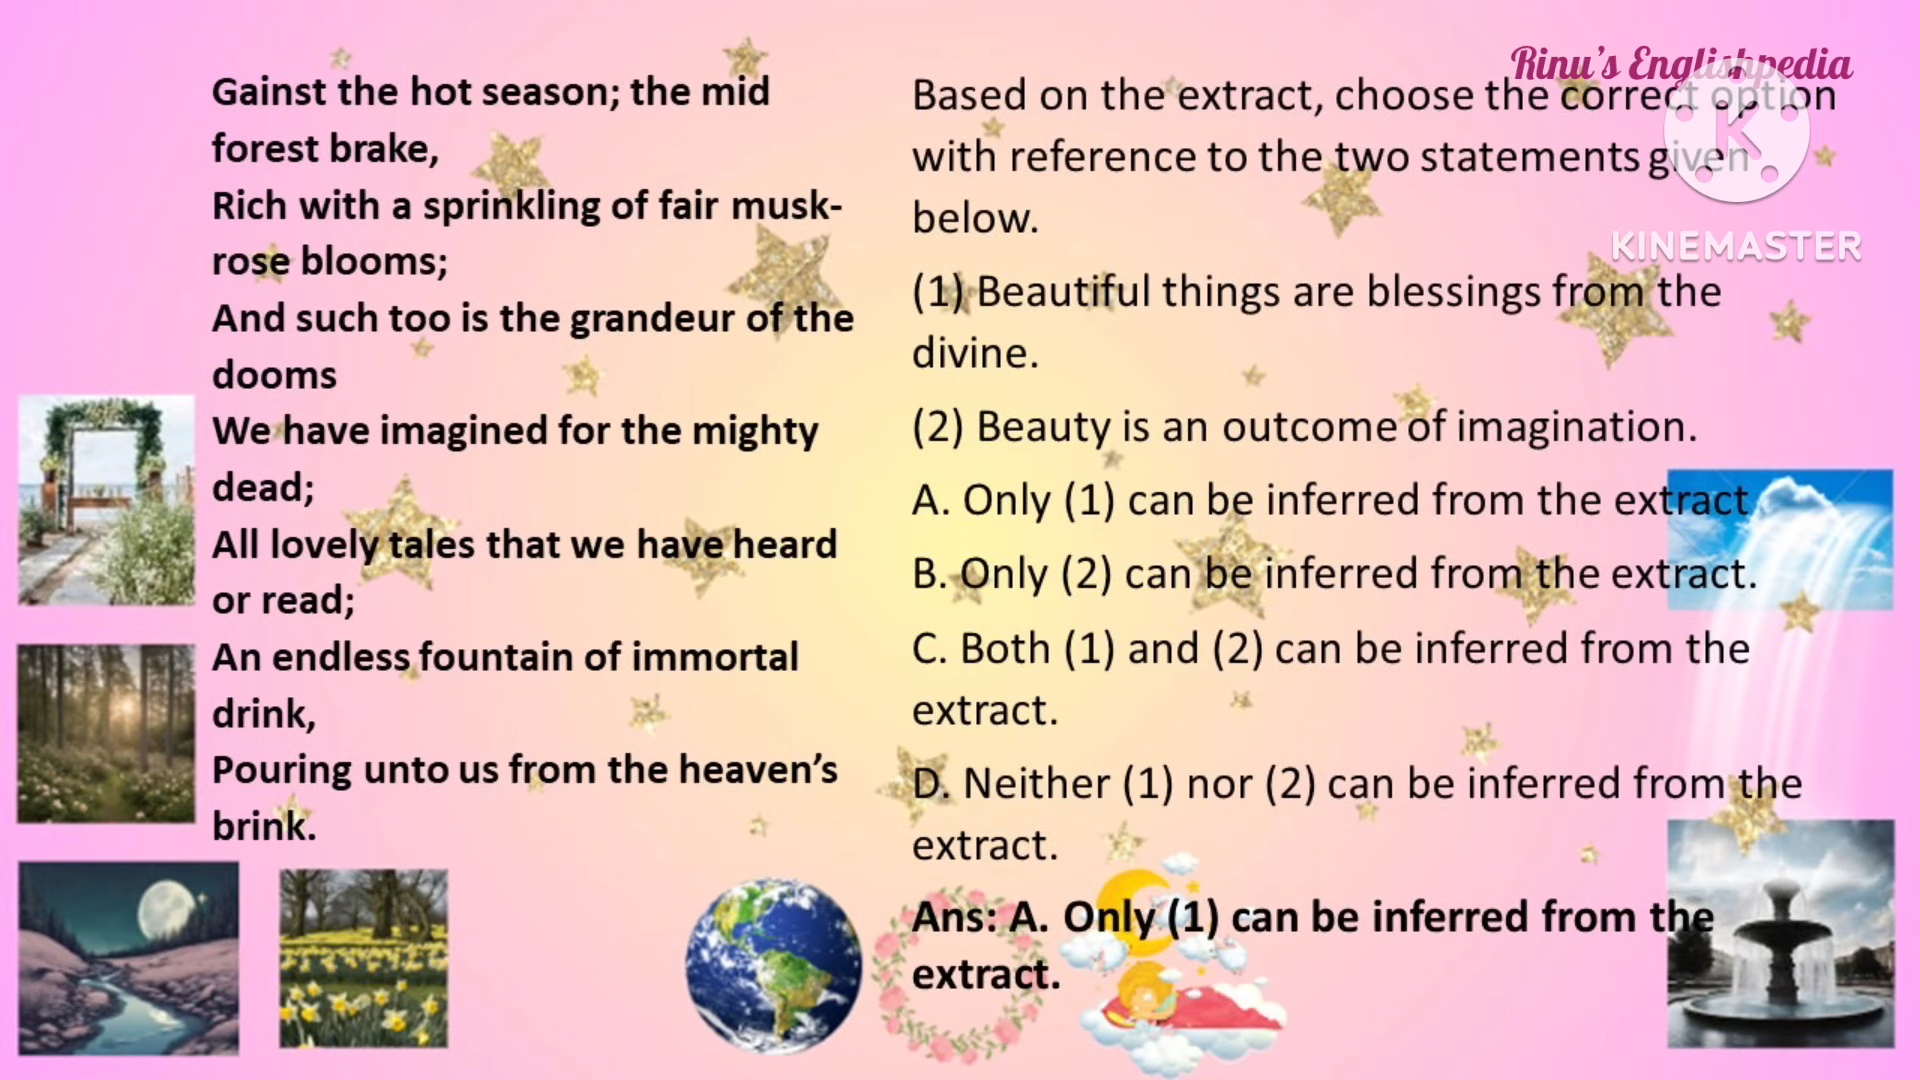 Rinu's Englishpedia
KINEMASTER
Gainst the hot season; the mid
forest brake,
Rich with a sprinkling of fair musk-
rose blooms;
And such too is the grandeur of the
dooms
We have imagined for the mighty
dead;
All lovely tales that we have heard
or read;
An endless fountain of immortal
drink,
Pouring unto us from the heaven's
brink.
Based on the extract, choose the correct option
with reference to the two statements given
below.
(1) Beautiful things are blessings from the
divine.
(2) Beauty is an outcome of imagination.
A. Only (1) can be inferred from the extract
B. Only (2) can be inferred from the extract.
C. Both (1) and (2) can be inferred from the
extract.
D. Neither (1) nor (2) can be inferred from the
extract.
Ans: A. Only (1) can be inferred from the
extract.